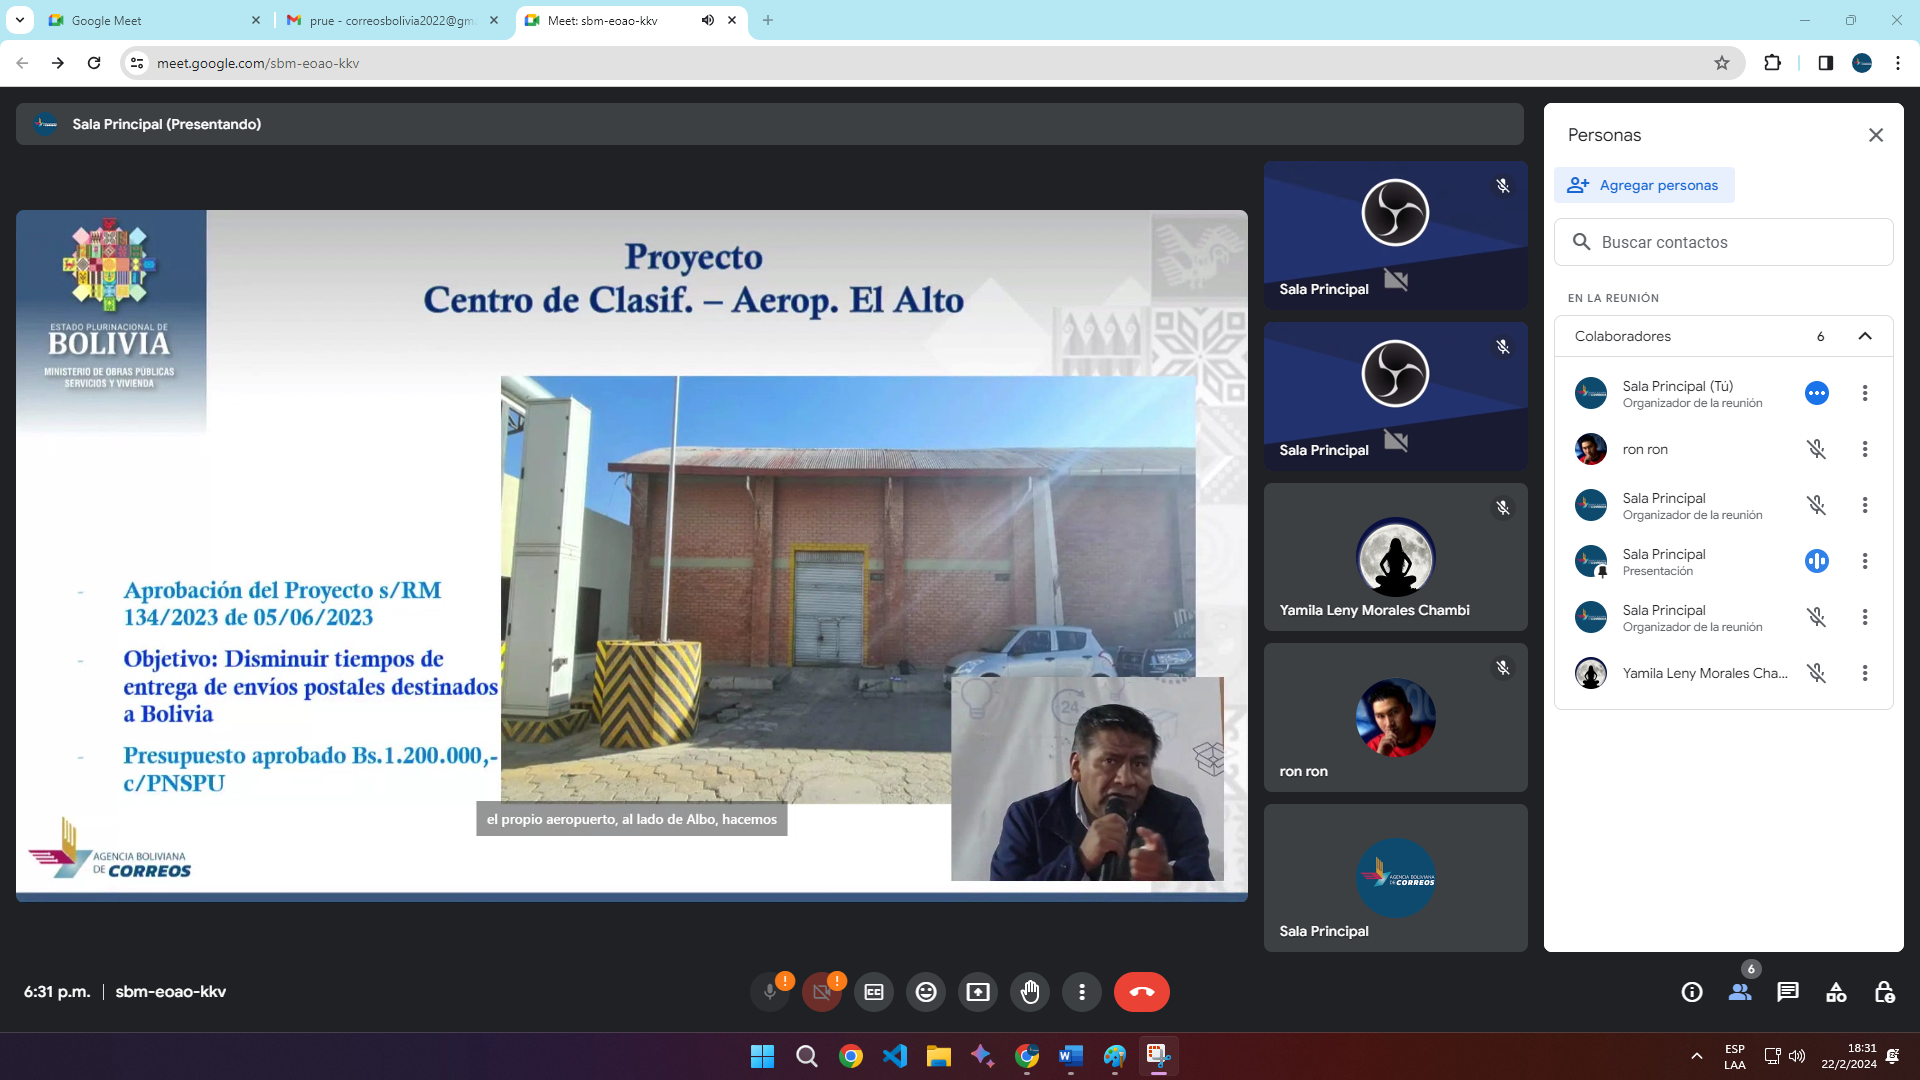 Google Meet
prue - correosbolivia2022@gm
Meet: sbm-eoao-kkv
meet.google.com/sbm-eoao-kkv
Sala Principal (Presentando)
ESTADO PLURINACIONAL DE
BOLIVIA
MINISTERIO DE OBRAS PÚBLICAS
SERVICIOS Y VIVIENDA
Proyecto
Centro de Clasif. – Aerop. El Alto
- Aprobación del Proyecto s/RM
134/2023 de 05/06/2023
- Objetivo: Disminuir tiempos de
entrega de envíos postales destinados
a Bolivia
- Presupuesto aprobado Bs.1.200.000,-
c/PNSPU
24
el propio aeropuerto, al lado de Albo, hacemos
AGENCIA BOLIVIANA
DE CORREOS
Sala Principal
Sala Principal
Yamila Leny Morales Chambi
ron ron
AGENCIA BOLIVIANA
DE CORREOS
Sala Principal
Personas
Agregar personas
Buscar contactos
EN LA REUNIÓN
Colaboradores 6
Sala Principal (Tú)
Organizador de la reunión
ron ron
Sala Principal
Organizador de la reunión
Sala Principal
Presentación
Sala Principal
Organizador de la reunión
Yamila Leny Morales Cha...
6:31 p.m. | sbm-eoao-kkv
6
ESP
LAA
18:31
22/2/2024